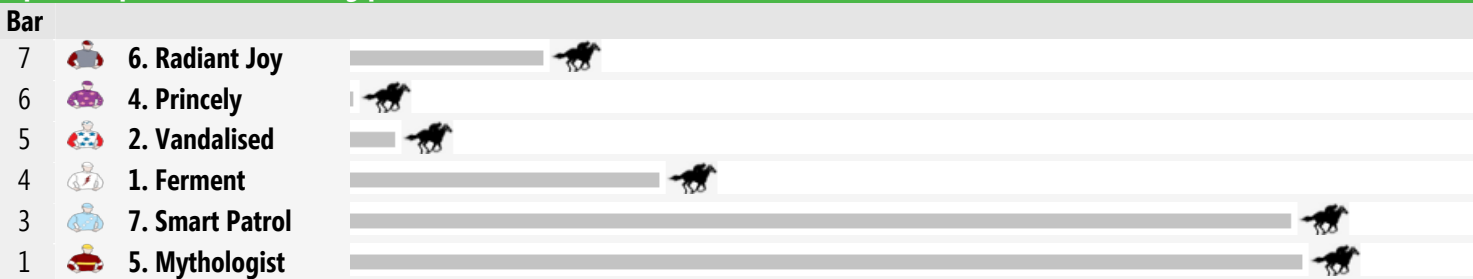 Bar
7 6. Radiant Joy
6 4. Princely
5 2. Vandalised
4 1. Ferment
3 7. Smart Patrol
1 5. Mythologist